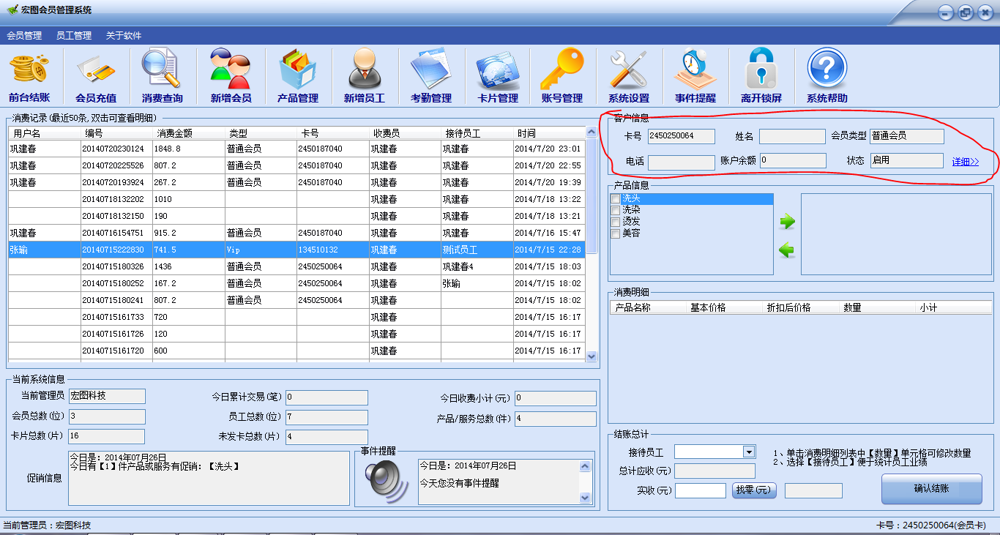 宏图会员管理系统
会员管理 员工管理 关于软件
前台结账 会员充值 消费查询 新增会员 产品管理 新增员工 考勤管理 卡片管理 账号管理 系统设置 事件提醒 离开锁屏 系统帮助
消费记录(最近50条,双击可查看明细)
用户名 编号 消费金额 类型 卡号 收费员 接待员工 时间
巩建春 20140720230124 1848.8 普通会员 2450187040 巩建春 巩建春 2014/7/20 23:01
巩建春 20140720225526 807.2 普通会员 2450187040 巩建春 巩建春 2014/7/20 22:55
巩建春 20140720193924 267.2 普通会员 2450187040 巩建春 巩建春 2014/7/20 19:39
20140718132202 1010 巩建春 巩建春 2014/7/18 13:22
20140718132150 190 巩建春 巩建春 2014/7/18 13:21
巩建春 20140716154751 915.2 普通会员 2450187040 巩建春 巩建春 2014/7/16 15:47
张瑜 20140715222830 741.5 Vip 134510132 巩建春 测试员工 2014/7/15 22:28
20140715180326 1436 普通会员 2450250064 巩建春 巩建春4 2014/7/15 18:03
20140715180252 167.2 普通会员 2450250064 巩建春 张瑜 2014/7/15 18:02
20140715180241 807.2 普通会员 2450250064 巩建春 2014/7/15 18:02
20140715161733 720 巩建春 2014/7/15 16:17
20140715161726 120 巩建春 2014/7/15 16:17
20140715161720 600 巩建春 2014/7/15 16:17
客户信息
卡号 2450250064 姓名 会员类型 普通会员
电话 账户余额 0 状态 启用 详细>>
产品信息
洗头
洗染
烫发
美容
消费明细
产品名称 基本价格 折扣后价格 数量 小计
当前系统信息
当前管理员 宏图科技 今日累计交易(笔) 0 今日收费小计(元) 0
会员总数(位) 3 员工总数(位) 7 产品/服务总数(件) 4
卡片总数(片) 16 未发卡总数(片) 4
促销信息
今日是: 2014年07月26日
今日有【1】件产品或服务有促销: 【洗头】
事件提醒
今日是: 2014年07月26日
今天您没有事件提醒
结账总计
接待员工
总计应收(元)
实收(元) 找零(元)
1、单击消费明细列表中【数量】单元格可修改数量
2、选择【接待员工】便于统计员工业绩
确认结账
当前管理员：宏图科技 卡号：2450250064(会员卡)